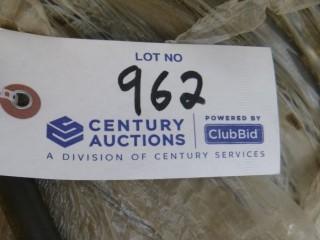 LOT NO
962
CENTURY
AUCTIONS
POWERED BY
ClubBid
A DIVISION OF CENTURY SERVICES